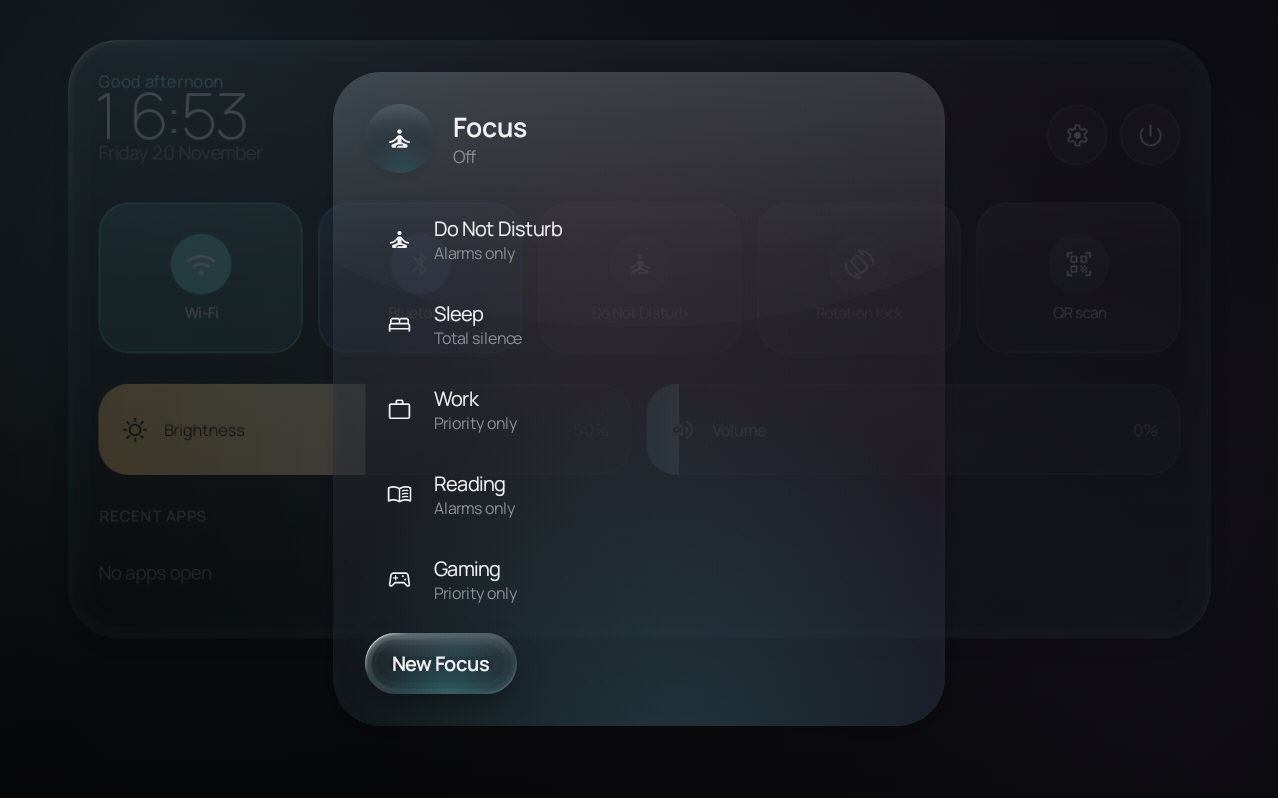 Good afternoon
16:53
Friday 20 November
Focus
Off
Do Not Disturb
Alarms only
Sleep
Total silence
Work
Priority only
Reading
Alarms only
Gaming
Priority only
New Focus
Wi-Fi
Do Not Disturb
Rotation lock
QR scan
Brightness
50%
Volume
0%
RECENT APPS
No apps open